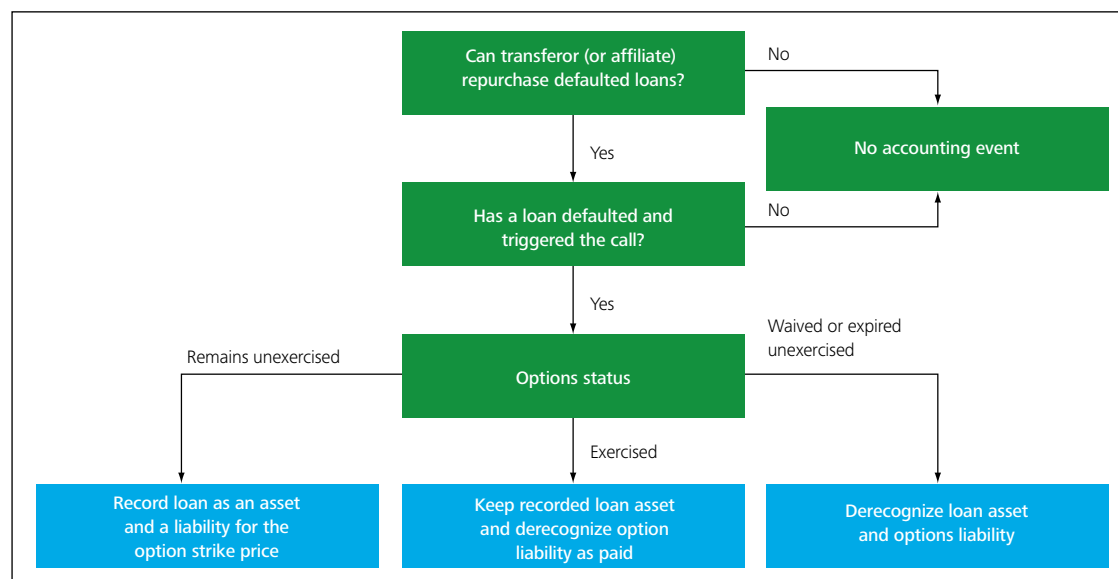 Can transferor (or affiliate)
repurchase defaulted loans?
No
No accounting event
Yes
Has a loan defaulted and
triggered the call?
No
Yes
Waived or expired
unexercised
Remains unexercised
Options status
Exercised
Record loan as an asset
and a liability for the
option strike price
Keep recorded loan asset
and derecognize option
liability as paid
Derecognize loan asset
and options liability